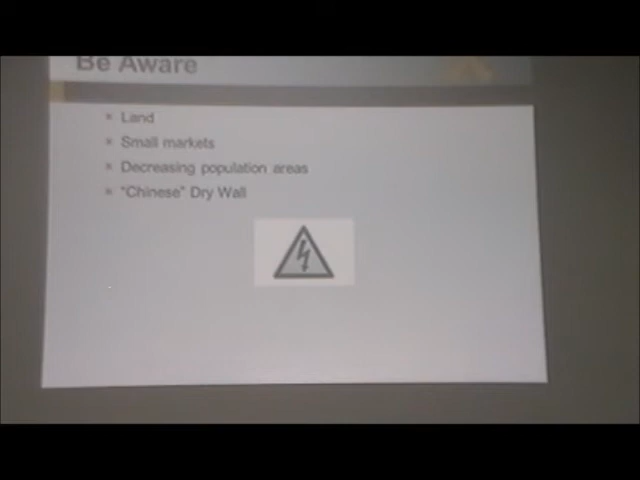 Be Aware
Land
Small markets
Decreasing population areas
"Chinese" Dry Wall